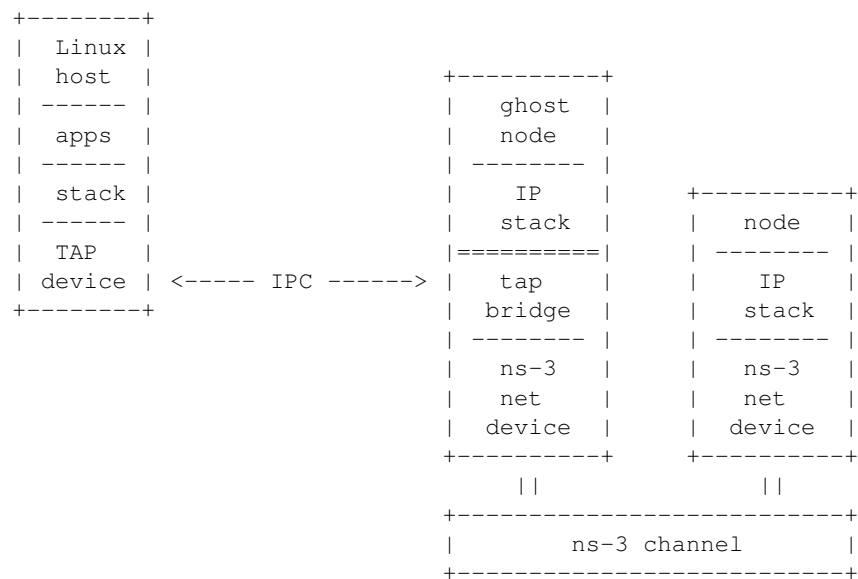 +--------+
|  Linux |
|  host  |                    +----------+
| ------ |                    |   ghost  |
|  apps  |                    |   node   |
| ------ |                    | -------- |
|  stack |                    |    IP    |     +----------+
| ------ |                    |   stack  |     |   node   |
|  TAP   |                    |==========|     | -------- |
| device | <----- IPC ------> |   tap    |     |    IP    |
+--------+                    |  bridge  |     |   stack  |
                              | -------- |     | -------- |
                              |   ns-3   |     |   ns-3   |
                              |   net    |     |   net    |
                              |  device  |     |  device  |
                              +----------+     +----------+
                                   ||               ||
                              +---------------------------+
                              |        ns-3 channel       |
                              +---------------------------+